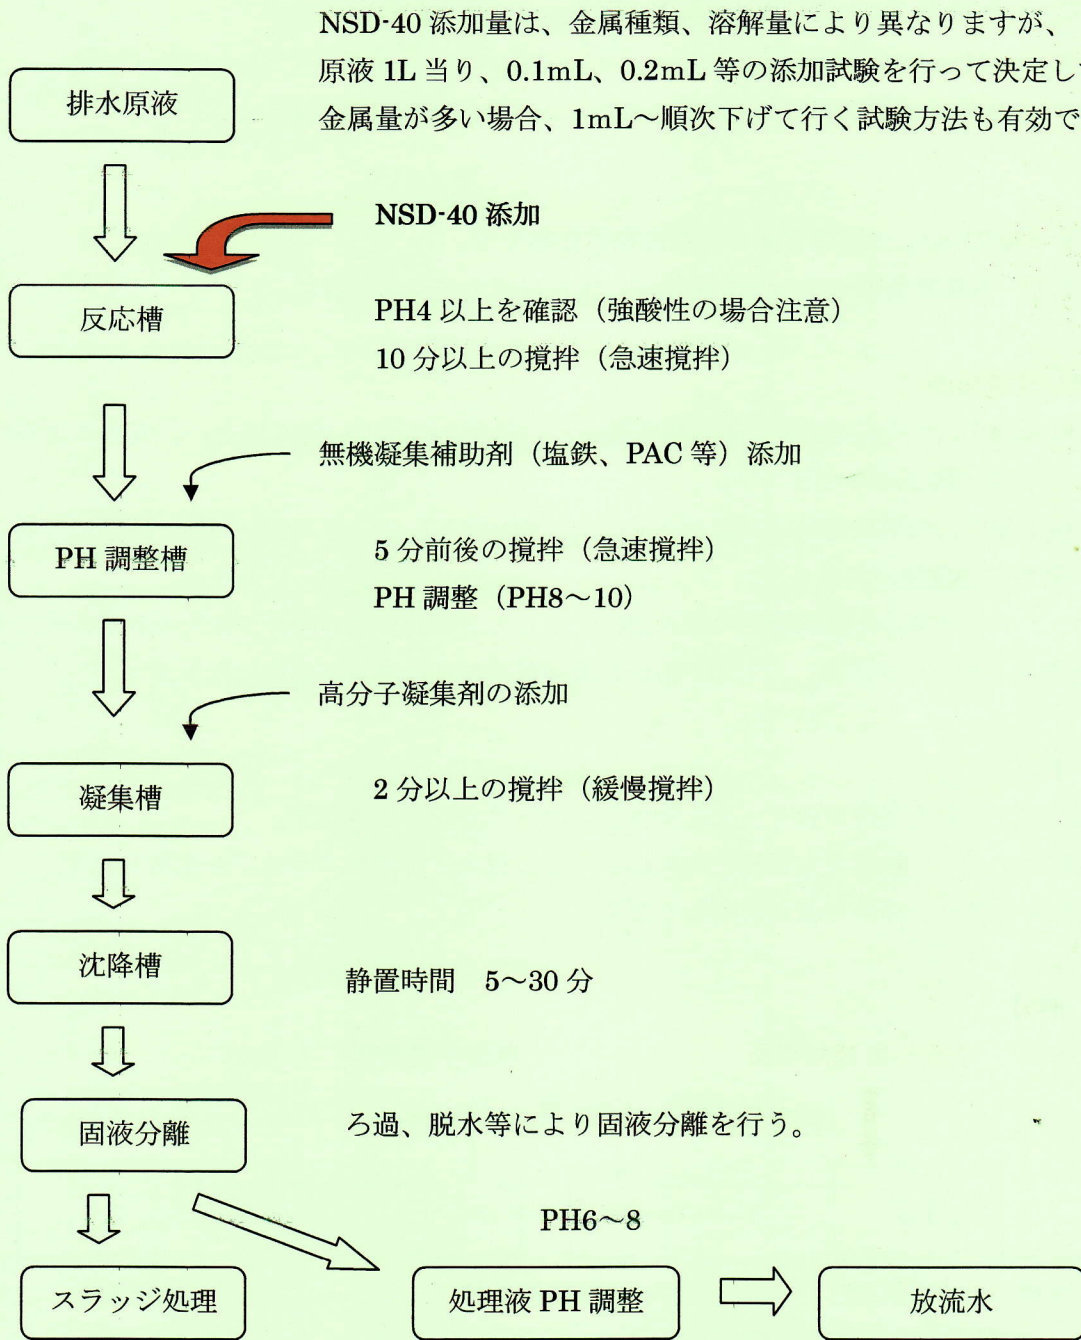 NSD-40 添加量は、金属種類、溶解量により異なりますが、
原液 1L 当り、0.1mL、0.2mL 等の添加試験を行って決定し
金属量が多い場合、1mL～順次下げて行く試験方法も有効で
排水原液
NSD-40 添加
反応槽
PH4 以上を確認（強酸性の場合注意）
10 分以上の撹拌（急速撹拌）
無機凝集補助剤（塩鉄、PAC 等）添加
PH 調整槽
5 分前後の撹拌（急速撹拌）
PH 調整（PH8～10）
高分子凝集剤の添加
凝集槽
2 分以上の撹拌（緩慢撹拌）
沈降槽
静置時間　5～30 分
固液分離
ろ過、脱水等により固液分離を行う。
PH6～8
スラッジ処理
処理液 PH 調整
放流水